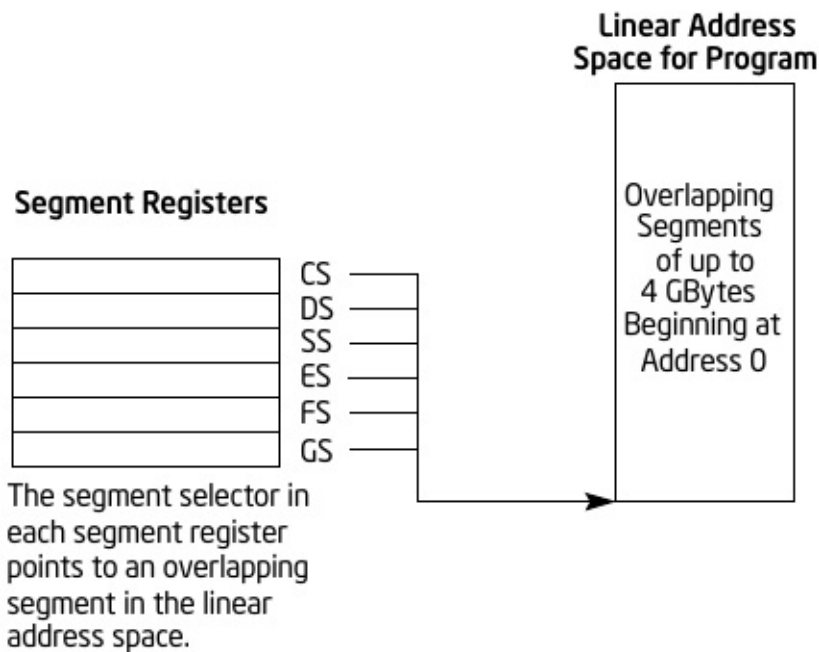 Linear Address
Space for Program
Segment Registers
CS
DS
SS
ES
FS
GS
Overlapping
Segments
of up to
4 GBytes
Beginning at
Address 0
The segment selector in
each segment register
points to an overlapping
segment in the linear
address space.